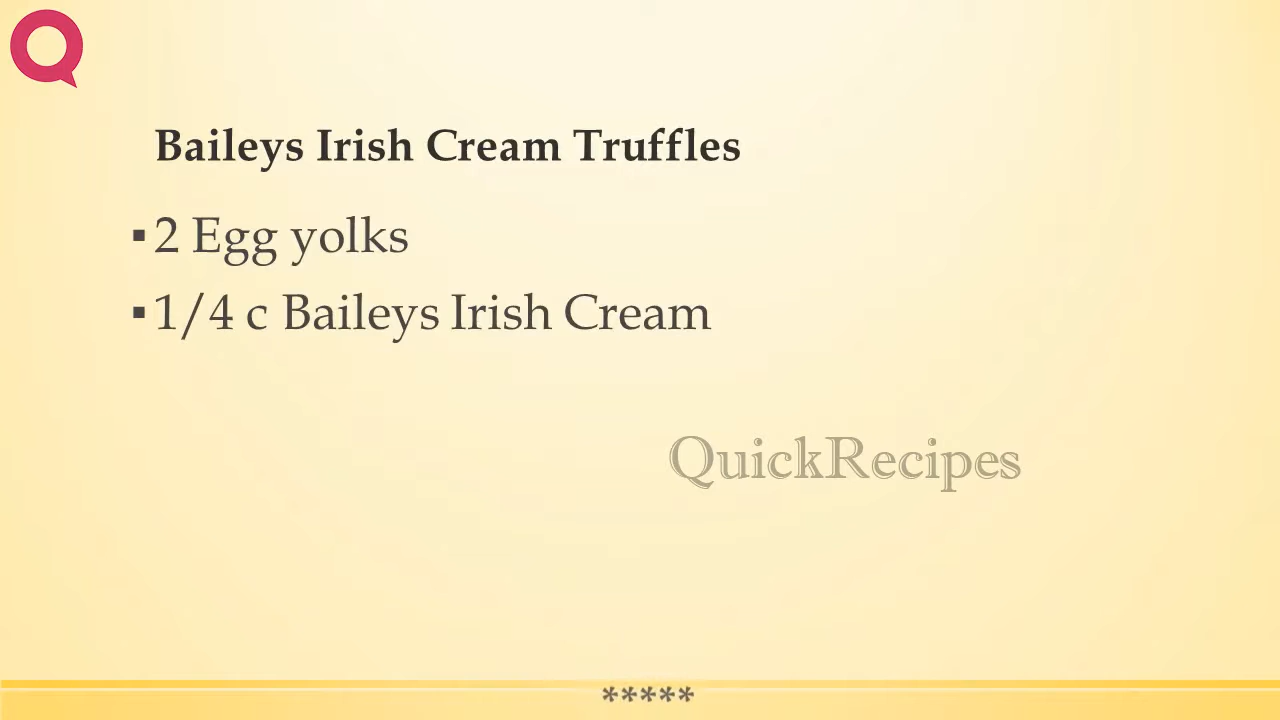 Baileys Irish Cream Truffles
▪2 Egg yolks
▪1/4 c Baileys Irish Cream
QuickRecipes
*****